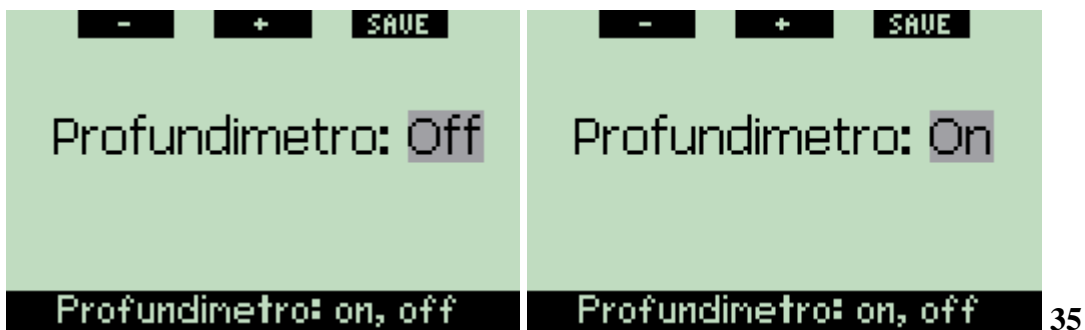 - + SAVE
Profundimetro: Off
Profundimetro: on, off
- + SAVE
Profundimetro: On
Profundimetro: on, off
35